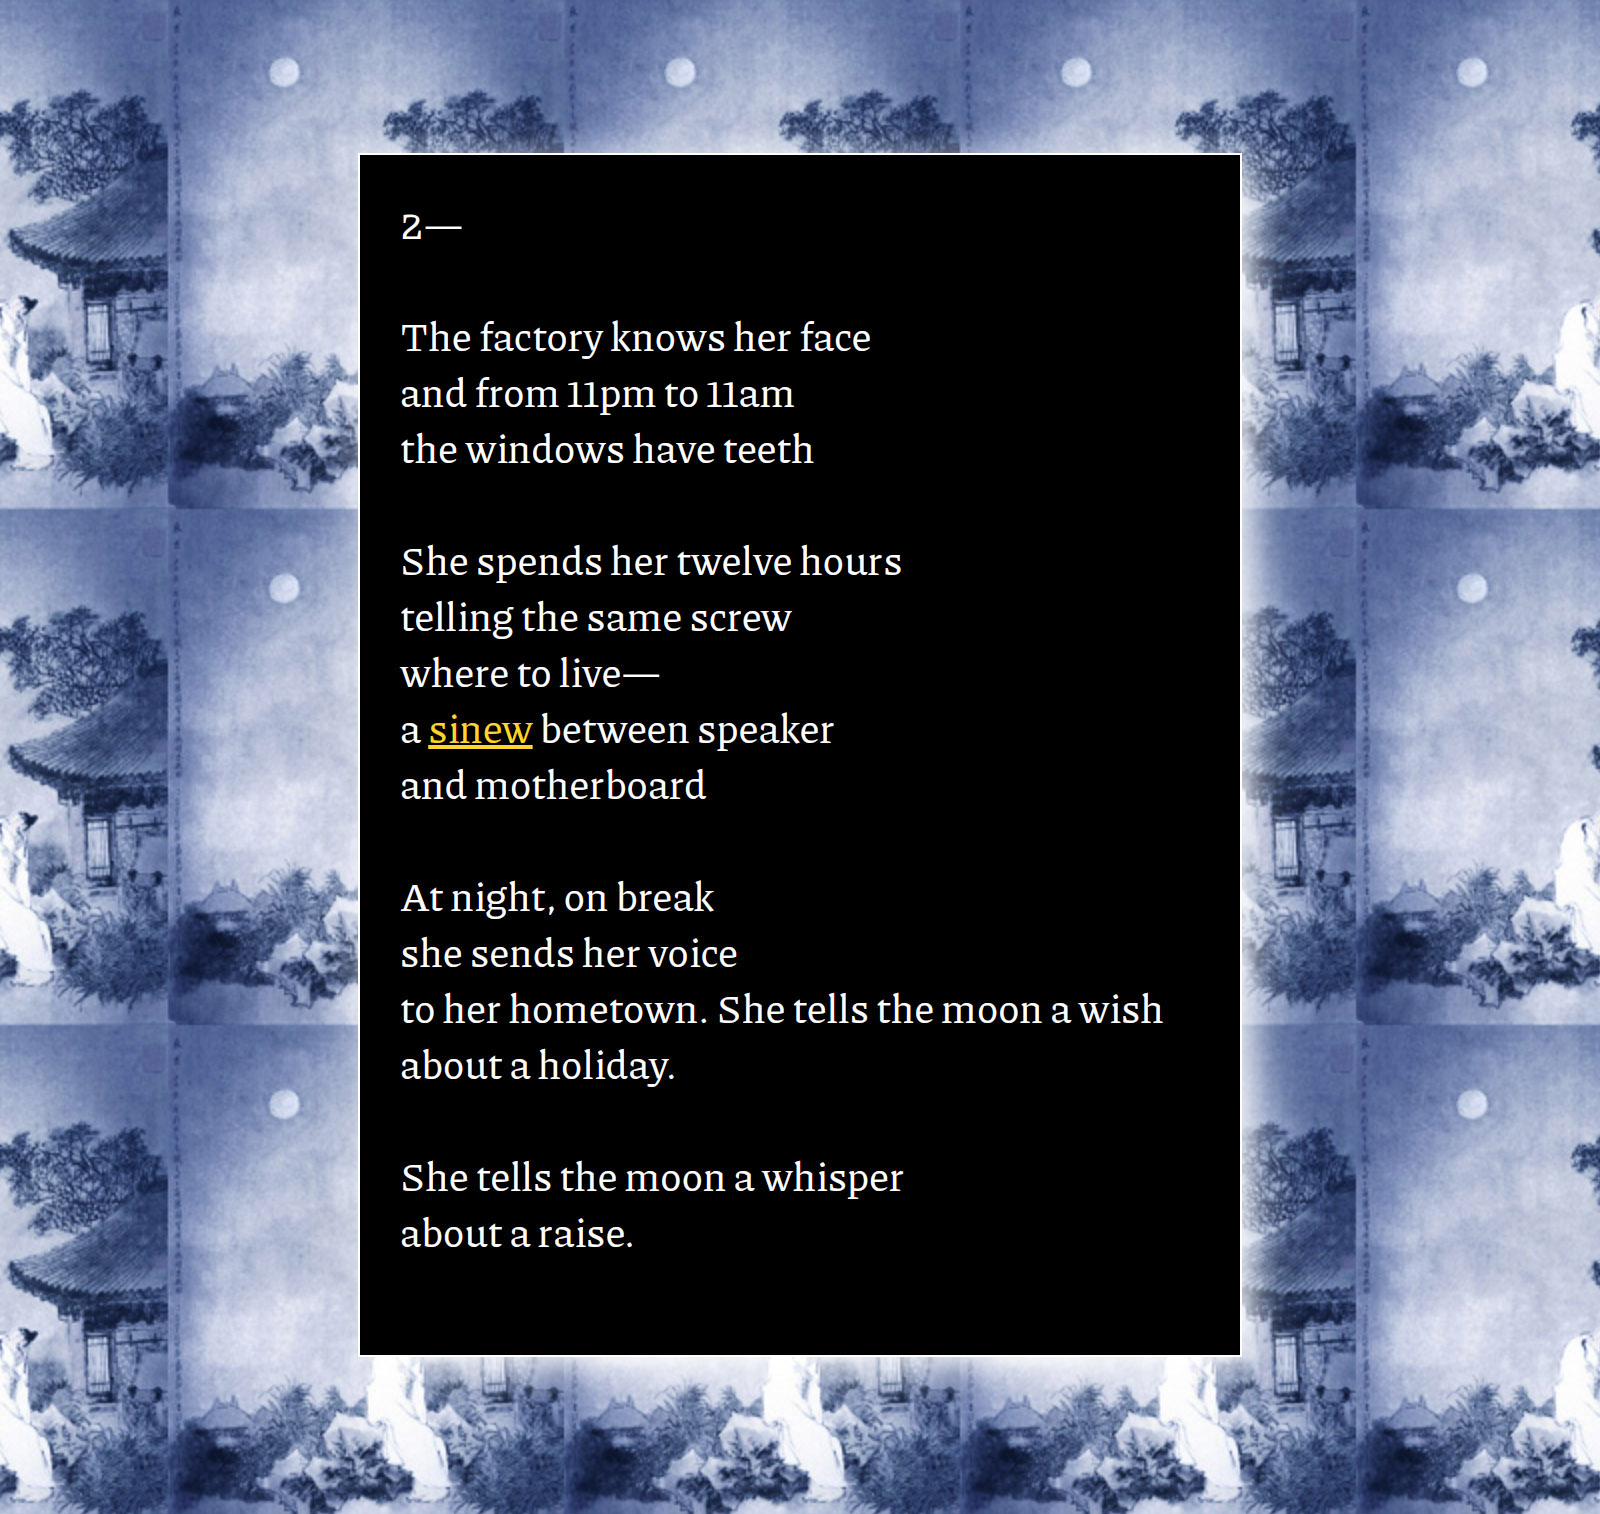 2—
The factory knows her face
and from 11pm to 11am
the windows have teeth
She spends her twelve hours
telling the same screw
where to live—
a sinew between speaker
and motherboard
At night, on break
she sends her voice
to her hometown. She tells the moon a wish
about a holiday.
She tells the moon a whisper
about a raise.